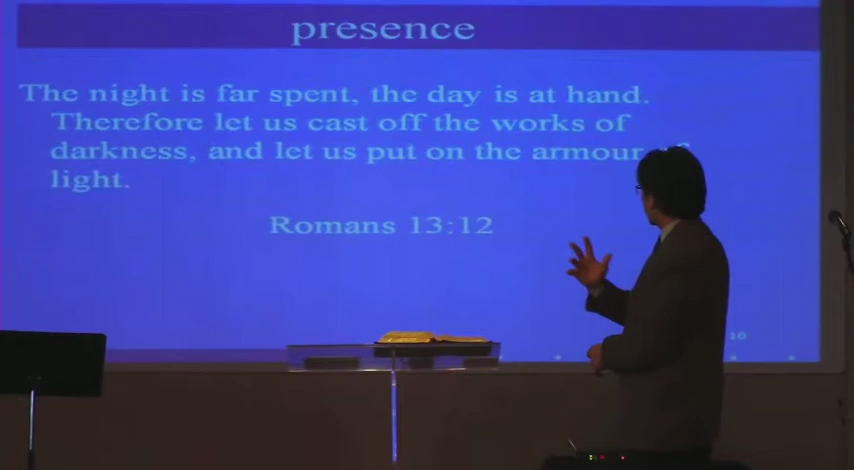 presence
The night is far spent, the day is at hand.
Therefore let us cast off the works of
darkness, and let us put on the armour
light.
Romans 13:12
16